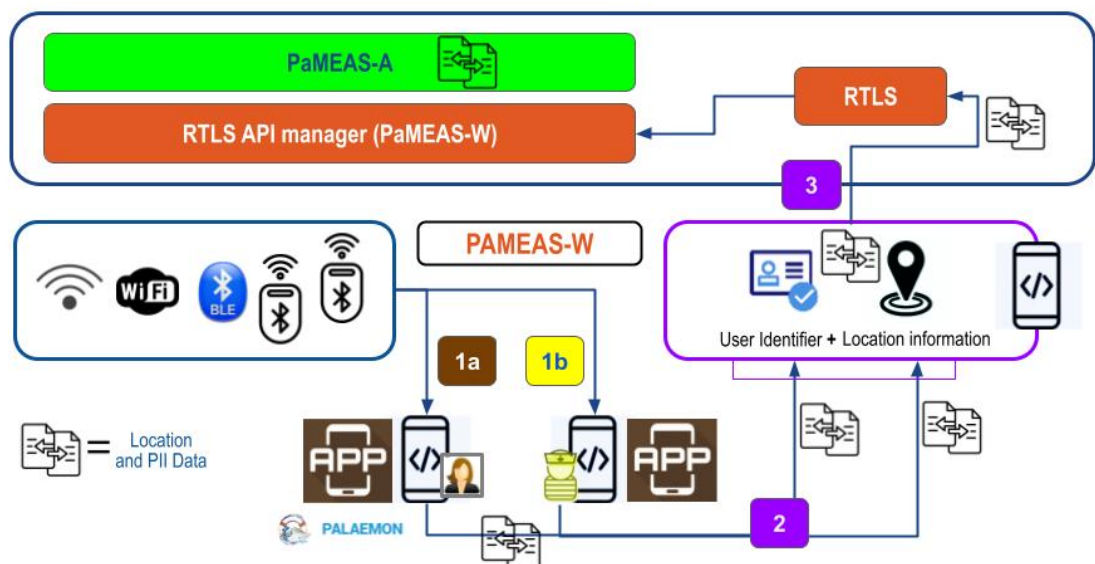 PaMEAS-A
RTLS
RTLS API manager (PaMEAS-W)
3
PAMEAS-W
WiFi
BLE
User Identifier + Location information
1a
1b
Location
and PII Data
APP
APP
PALAEMON
2